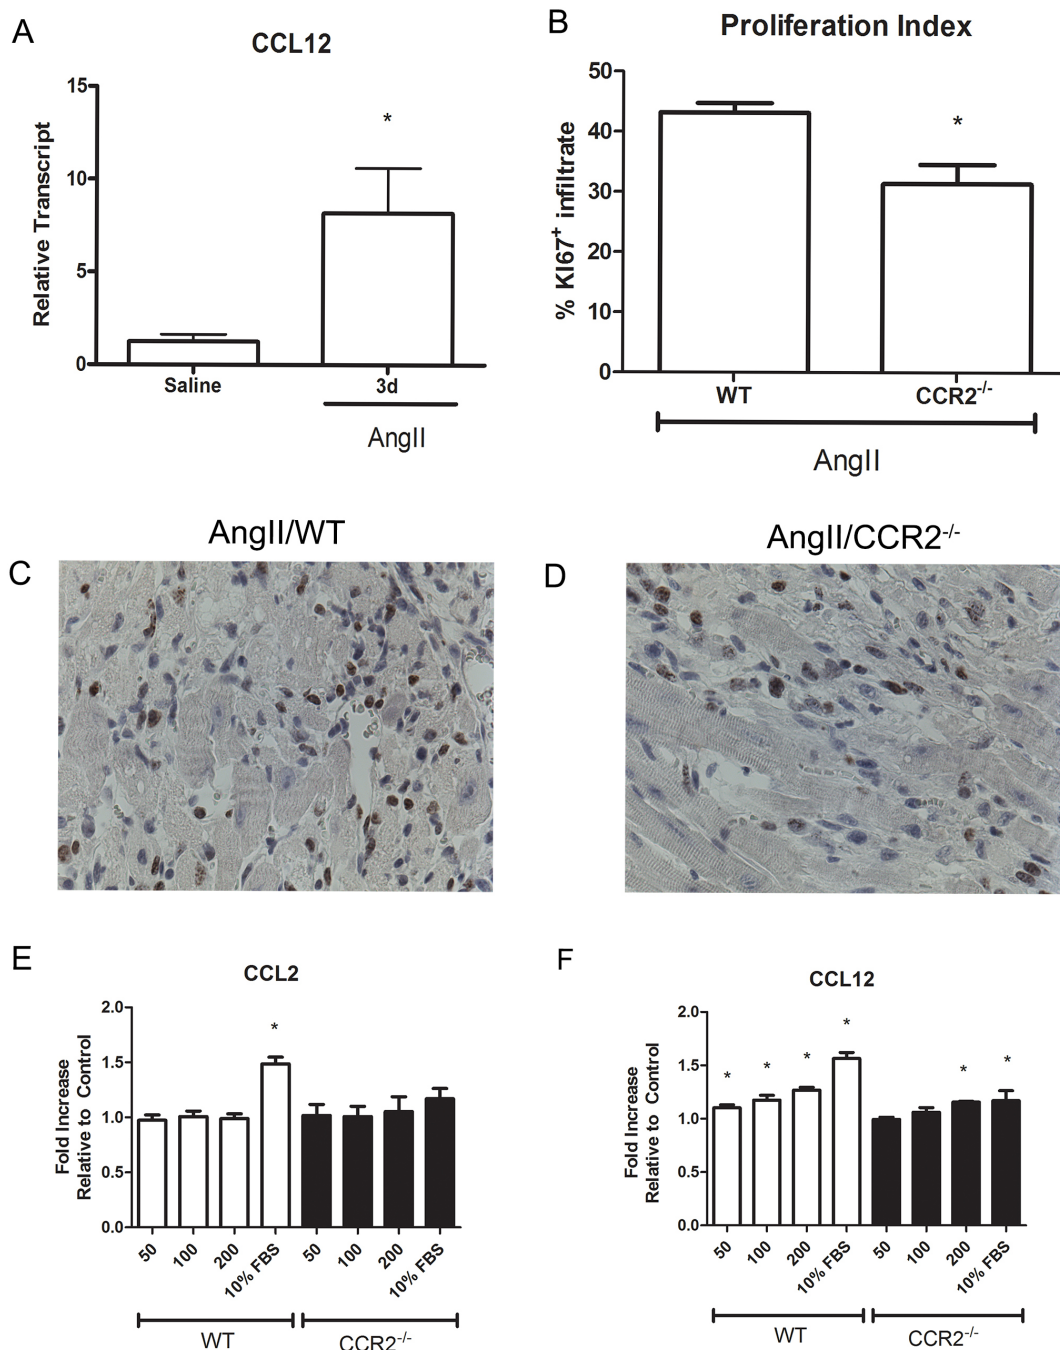 A
CCL12
Relative Transcript
15
10
5
0
*
Saline
3d
AngII
B
Proliferation Index
% KI67+ infiltrate
50
40
30
20
10
0
*
WT
CCR2-/-
AngII
C
AngII/WT
D
AngII/CCR2-/-
E
CCL2
Fold Increase
Relative to Control
2.0
1.5
1.0
0.5
0.0
*
50
100
200
10% FBS
50
100
200
10% FBS
WT
CCR2-/-
F
CCL12
Fold Increase
Relative to Control
2.0
1.5
1.0
0.5
0.0
*
*
*
*
*
*
50
100
200
10% FBS
50
100
200
10% FBS
WT
CCR2-/-